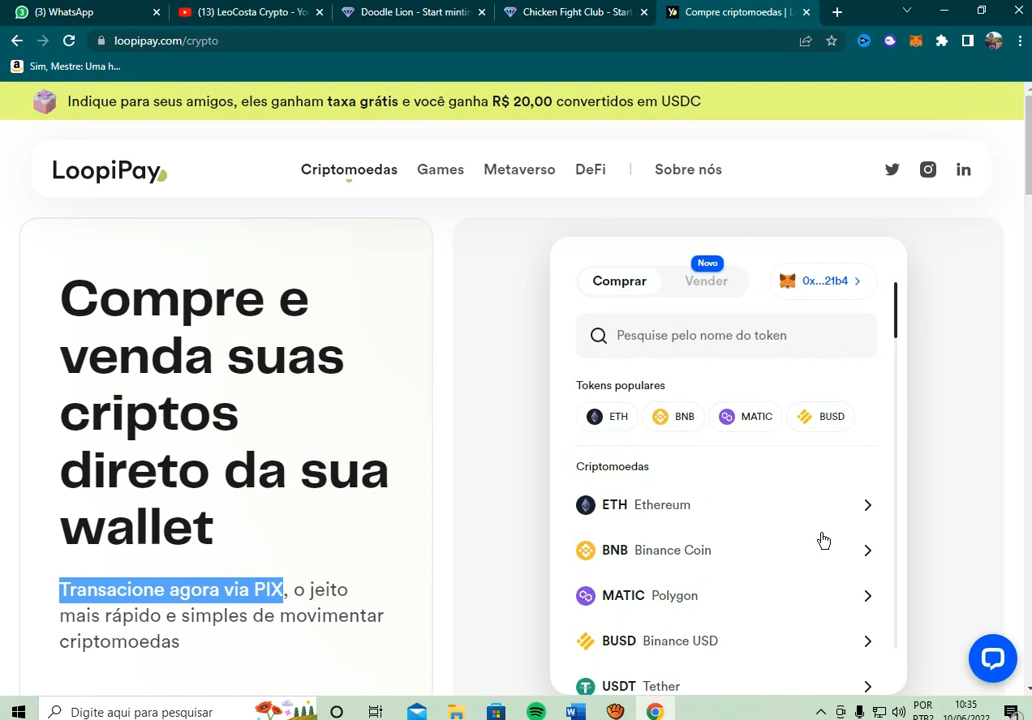 (3) WhatsApp
(13) LeoCosta Crypto - Yo
Doodle Lion - Start mintin
Chicken Fight Club - Start
Compre criptomoedas | L
loopipay.com/crypto
Sim, Mestre: Uma h...
Indique para seus amigos, eles ganham taxa grátis e você ganha R$ 20,00 convertidos em USDC
LoopiPay
Criptomoedas
Games
Metaverso
DeFi
Sobre nós
Compre e
venda suas
criptos
direto da sua
wallet
Transacione agora via PIX, o jeito
mais rápido e simples de movimentar
criptomoedas
Novo
Comprar
Vender
0x...21b4
Pesquise pelo nome do token
Tokens populares
ETH
BNB
MATIC
BUSD
Criptomoedas
ETH Ethereum
BNB Binance Coin
MATIC Polygon
BUSD Binance USD
USDT Tether
Digite aqui para pesquisar
POR
PTB2
10:35
10/06/2022